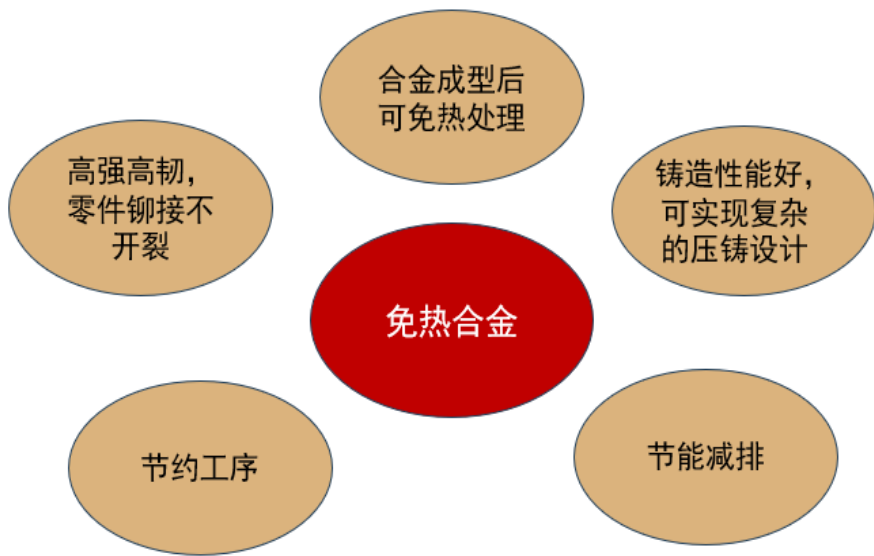 合金成型后
可免热处理
高强高韧，
零件铆接不
开裂
铸造性能好，
可实现复杂
的压铸设计
免热合金
节约工序
节能减排